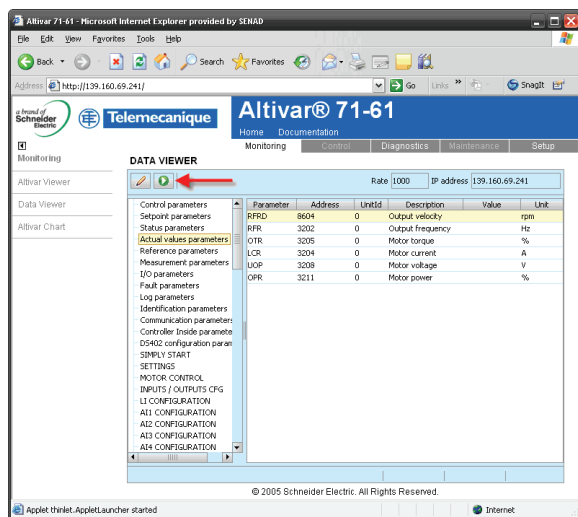 Altivar 71-61 - Microsoft Internet Explorer provided by SENAD
File Edit View Favorites Tools Help
Back Search Favorites
Address http://139.160.69.241/ Go Links » SnagIt
a brand of
Schneider
Electric
Telemecanique
Altivar® 71-61
Home Documentation
Monitoring Control Diagnostics Maintenance Setup
Monitoring
DATA VIEWER
Altivar Viewer
Data Viewer
Altivar Chart
Rate 1000 IP address 139.160.69.241
Control parameters
Setpoint parameters
Status parameters
Actual values parameters
Reference parameters
Measurement parameters
I/O parameters
Fault parameters
Log parameters
Identification parameters
Communication parameters
Controller Inside paramete
DS402 configuration param
SIMPLY START
SETTINGS
MOTOR CONTROL
INPUTS / OUTPUTS CFG
LI CONFIGURATION
AI1 CONFIGURATION
AI2 CONFIGURATION
AI3 CONFIGURATION
AI4 CONFIGURATION
Parameter Address UnitId Description Value Unit
RFRD 8604 0 Output velocity rpm
RFR 3202 0 Output frequency Hz
OTR 3205 0 Motor torque %
LCR 3204 0 Motor current A
UOP 3208 0 Motor voltage V
OPR 3211 0 Motor power %
© 2005 Schneider Electric. All Rights Reserved.
Applet thinlet.AppletLauncher started Internet